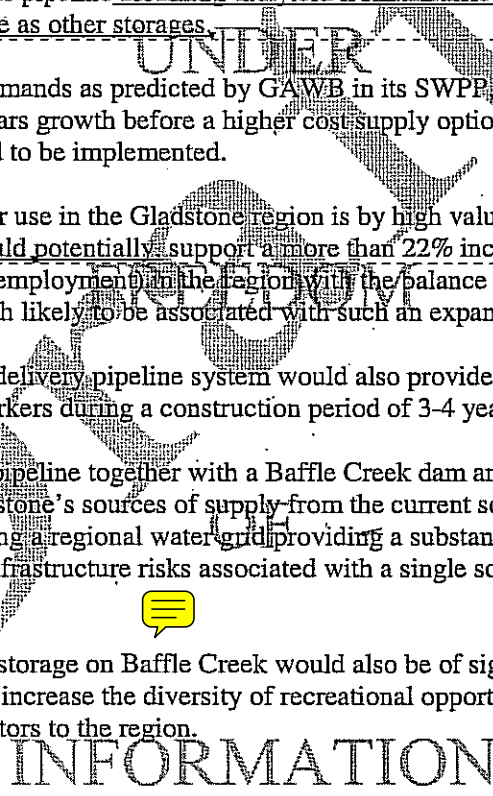 e as other storages.
UNDER
mands as predicted by GAWB in its SWPP,
ars growth before a higher cost supply optio
d to be implemented.
r use in the Gladstone region is by high valu
uld potentially support a more than 22% inc
employment) in the region with the balance
h likely to be associated with such an expan
FREEDOM
delivery pipeline system would also provide
rkers during a construction period of 3-4 yea
pipeline together with a Baffle Creek dam an
stone's sources of supply from the current so
OF
ng a regional water grid providing a substan
frastructure risks associated with a single so
storage on Baffle Creek would also be of sig
increase the diversity of recreational opport
tors to the region.
INFORMATION